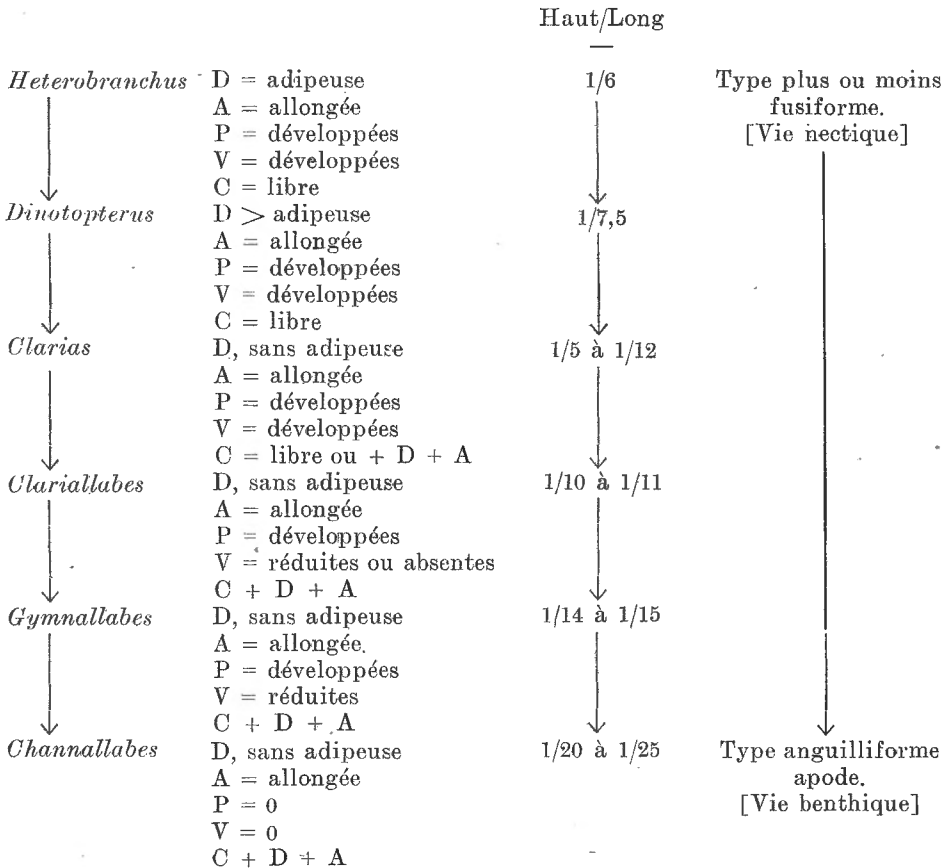 Haut/Long
—
Heterobranchus D = adipeuse 1/6 Type plus ou moins
A = allongée fusiforme.
P = développées [Vie nectique]
V = développées
C = libre
Dinotopterus D > adipeuse 1/7,5
A = allongée
P = développées
V = développées
C = libre
Clarias D, sans adipeuse 1/5 à 1/12
A = allongée
P = développées
V = développées
C = libre ou + D + A
Clariallabes D, sans adipeuse 1/10 à 1/11
A = allongée
P = développées
V = réduites ou absentes
C + D + A
Gymnallabes D, sans adipeuse 1/14 à 1/15
A = allongée.
P = développées
V = réduites
C + D + A
Channallabes D, sans adipeuse 1/20 à 1/25 Type anguilliforme
A = allongée apode.
P = 0 [Vie benthique]
V = 0
C + D + A